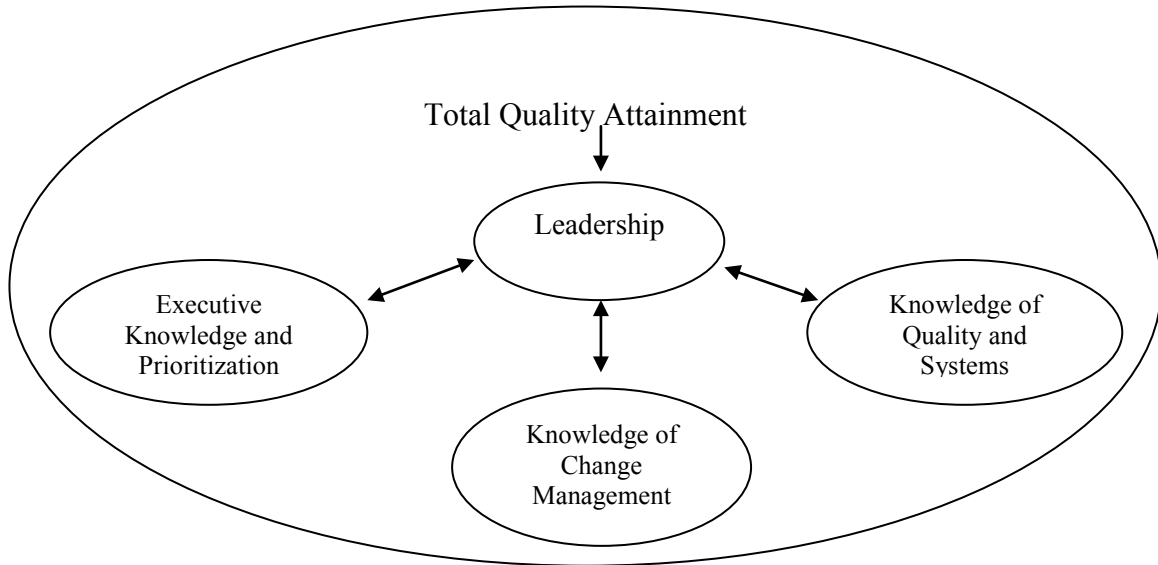 Total Quality Attainment
Leadership
Executive
Knowledge and
Prioritization
Knowledge of
Quality and
Systems
Knowledge of
Change
Management